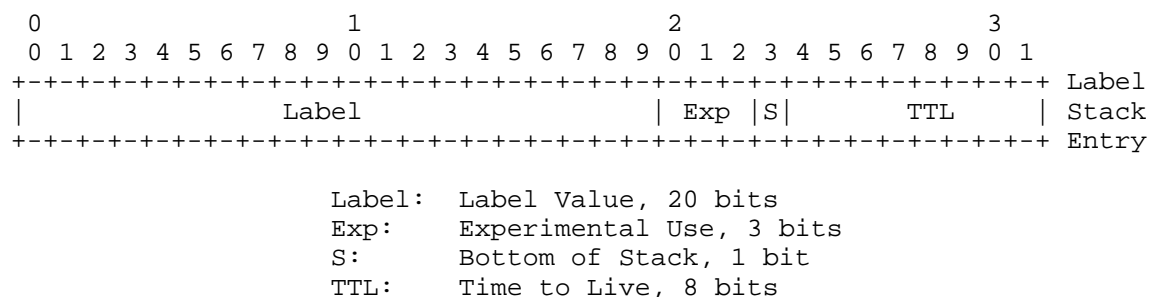 0                   1                   2                   3
 0 1 2 3 4 5 6 7 8 9 0 1 2 3 4 5 6 7 8 9 0 1 2 3 4 5 6 7 8 9 0 1
+-+-+-+-+-+-+-+-+-+-+-+-+-+-+-+-+-+-+-+-+-+-+-+-+-+-+-+-+-+-+-+-+ Label
|                Label                  | Exp |S|       TTL     | Stack
+-+-+-+-+-+-+-+-+-+-+-+-+-+-+-+-+-+-+-+-+-+-+-+-+-+-+-+-+-+-+-+-+ Entry
Label:  Label Value, 20 bits
Exp:    Experimental Use, 3 bits
S:      Bottom of Stack, 1 bit
TTL:    Time to Live, 8 bits